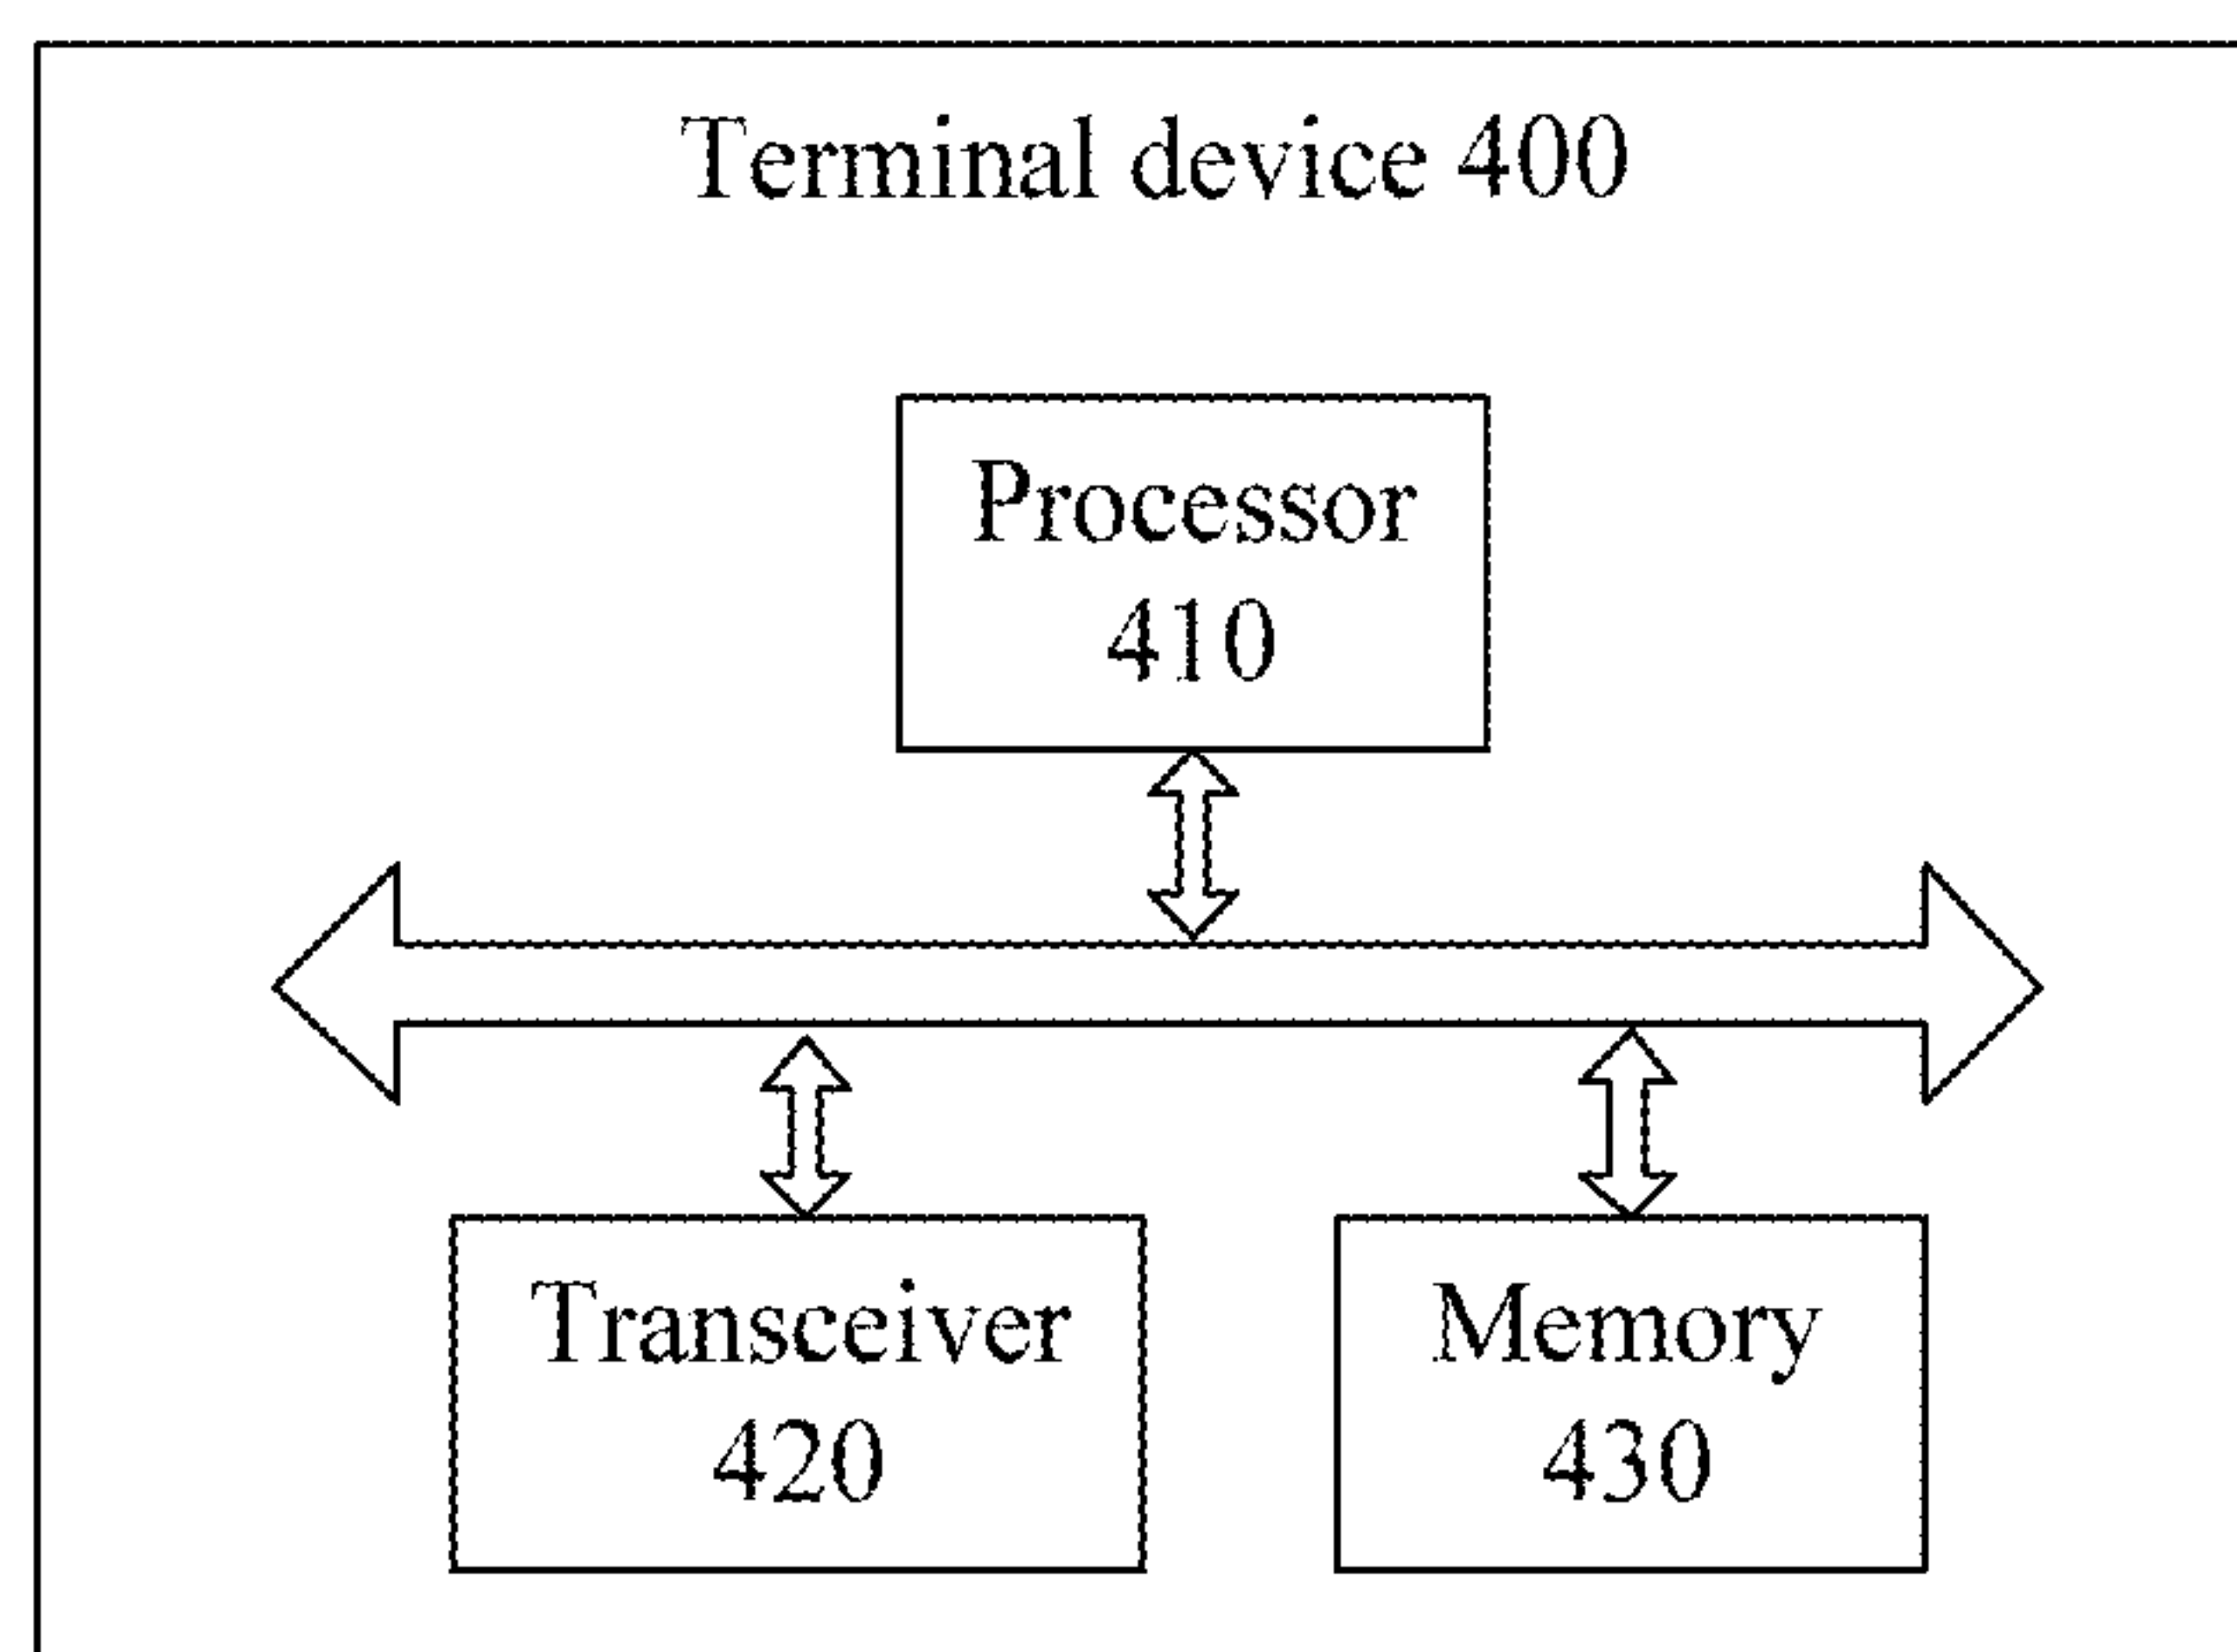 Terminal device 400
Processor
410
Transceiver
420
Memory
430